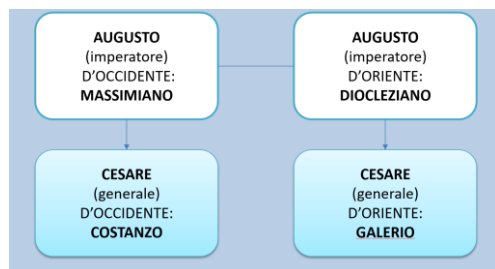 AUGUSTO
(imperatore)
D'OCCIDENTE:
MASSIMIANO
AUGUSTO
(imperatore)
D'ORIENTE:
DIOCLEZIANO
CESARE
(generale)
D'OCCIDENTE:
COSTANZO
CESARE
(generale)
D'ORIENTE:
GALERIO